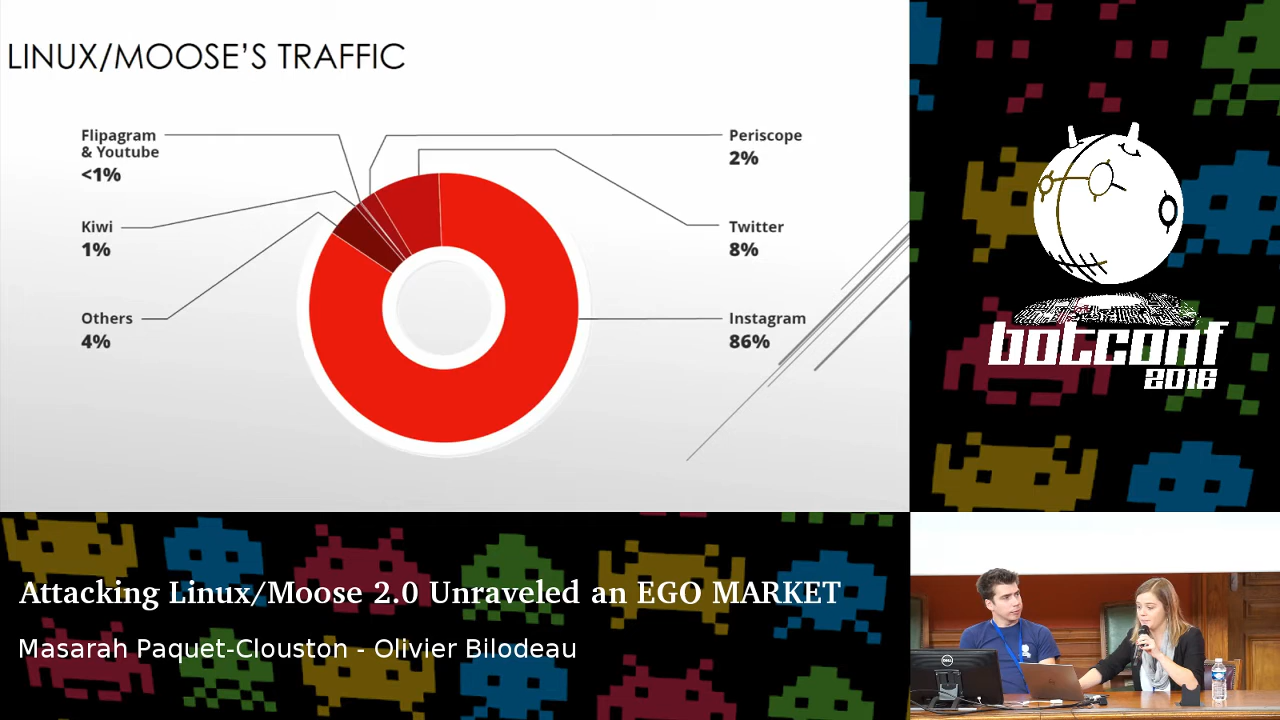 LINUX/MOOSE'S TRAFFIC
Flipagram
& Youtube
<1%
Kiwi
1%
Others
4%
Periscope
2%
Twitter
8%
Instagram
86%
botconf
2016
Attacking Linux/Moose 2.0 Unraveled an EGO MARKET
Masarah Paquet-Clouston - Olivier Bilodeau
DELL